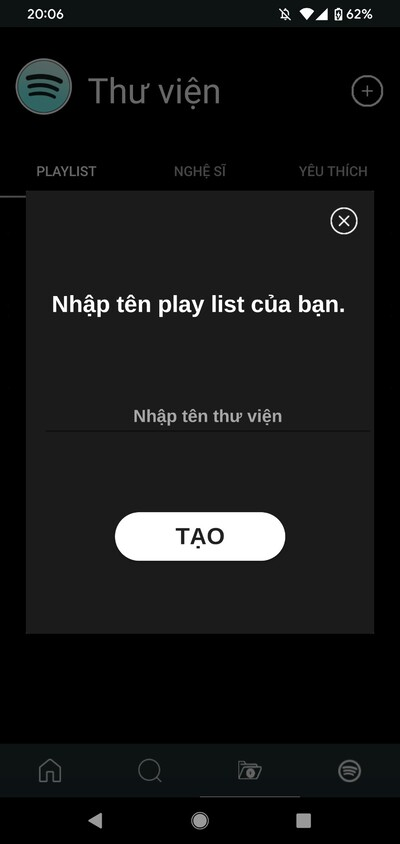 20:06
62%
Thư viện
PLAYLIST
NGHỆ SĨ
YÊU THÍCH
Nhập tên play list của bạn.
Nhập tên thư viện
TẠO